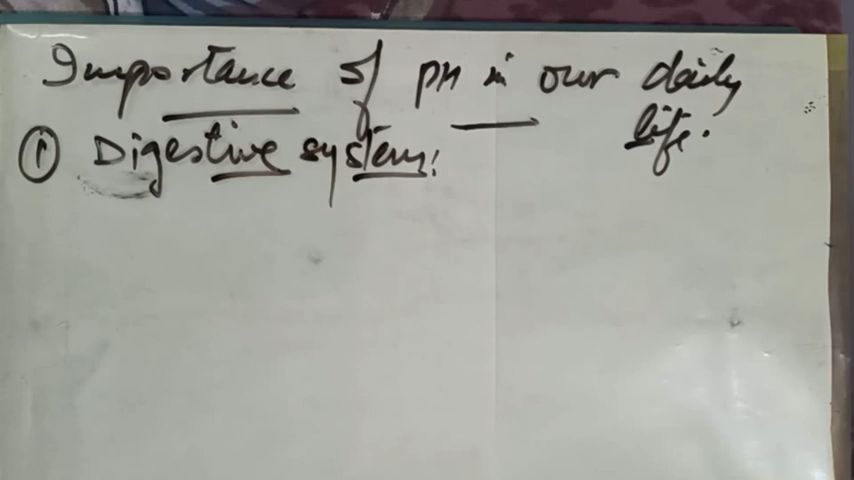 Importance of pH in our daily
life.
① Digestive system: